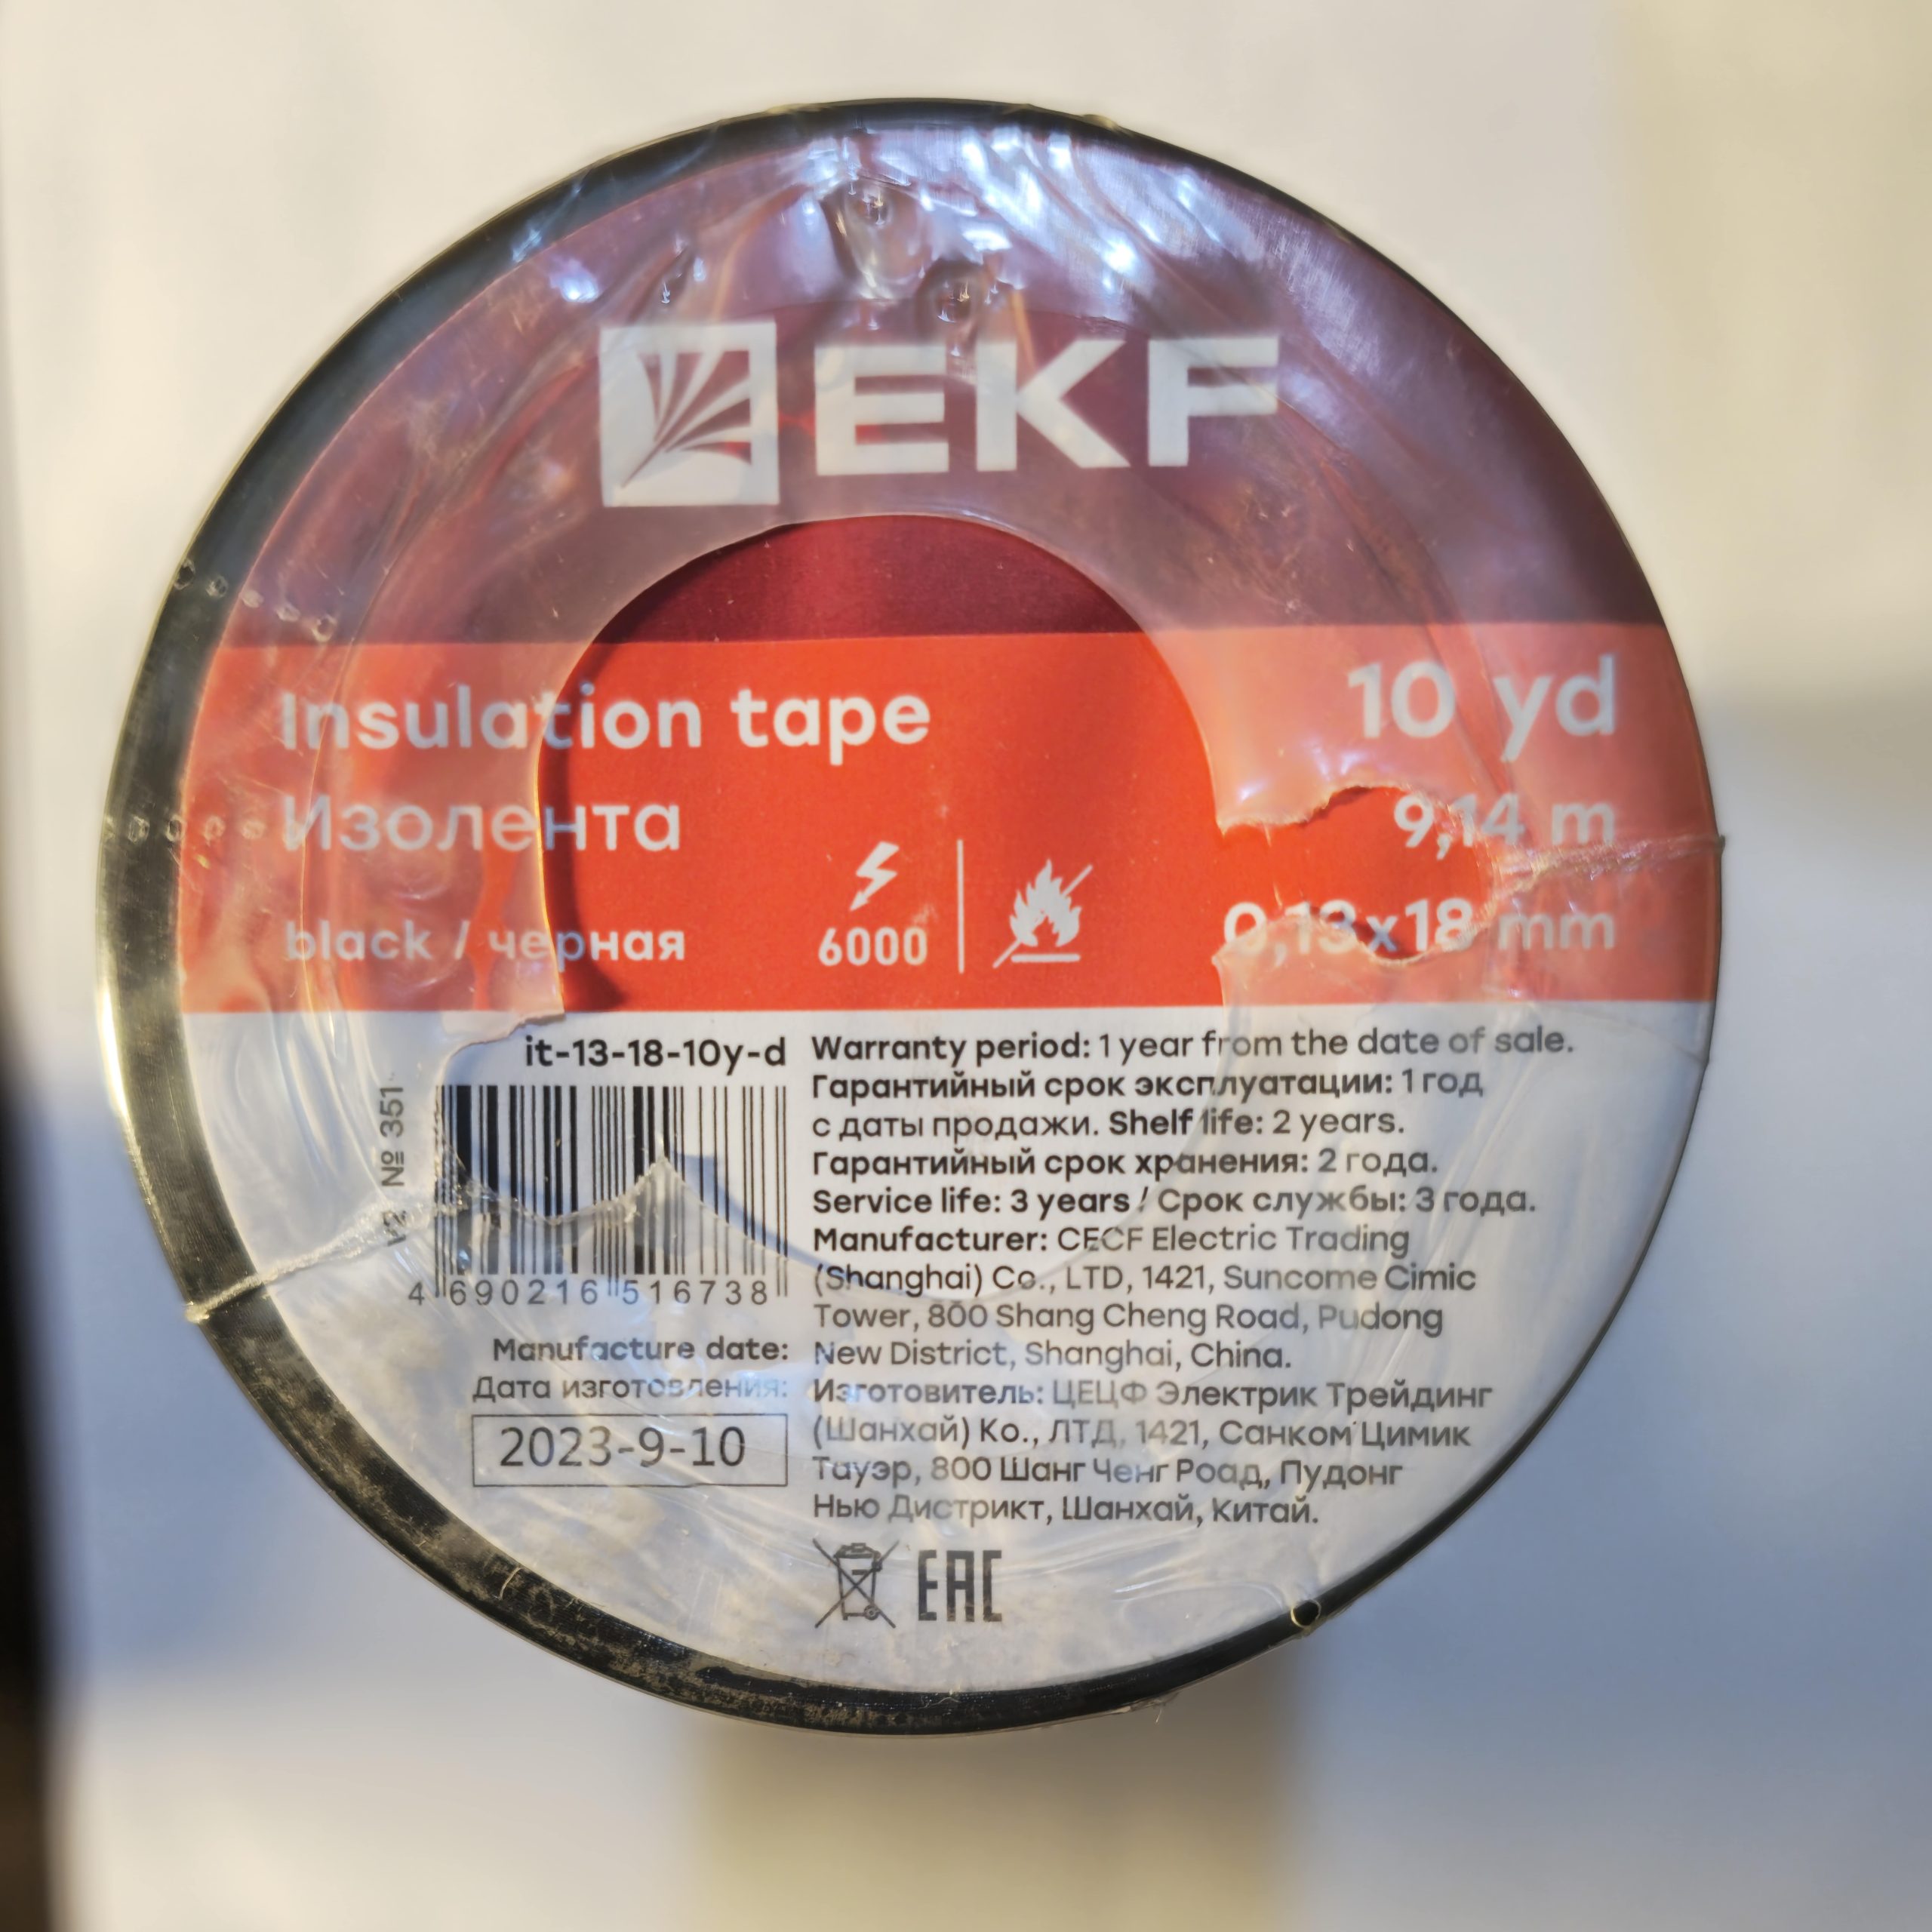 EKF
Insulation tape
10 yd
Изолента
9,14 m
black / черная
6000
0,13x18 mm
it-13-18-10y-d
№ 351
4 690216 516738
Manufacture date:
Дата изготовления:
2023-9-10
Warranty period: 1 year from the date of sale.
Гарантийный срок эксплуатации: 1 год
с даты продажи. Shelf life: 2 years.
Гарантийный срок хранения: 2 года.
Service life: 3 years / Срок службы: 3 года.
Manufacturer: CECF Electric Trading
(Shanghai) Co., LTD, 1421, Suncome Cimic
Tower, 800 Shang Cheng Road, Pudong
New District, Shanghai, China.
Изготовитель: ЦЕЦФ Электрик Трейдинг
(Шанхай) Ко., ЛТД, 1421, Санком Цимик
Тауэр, 800 Шанг Ченг Роад, Пудонг
Нью Дистрикт, Шанхай, Китай.
EAC